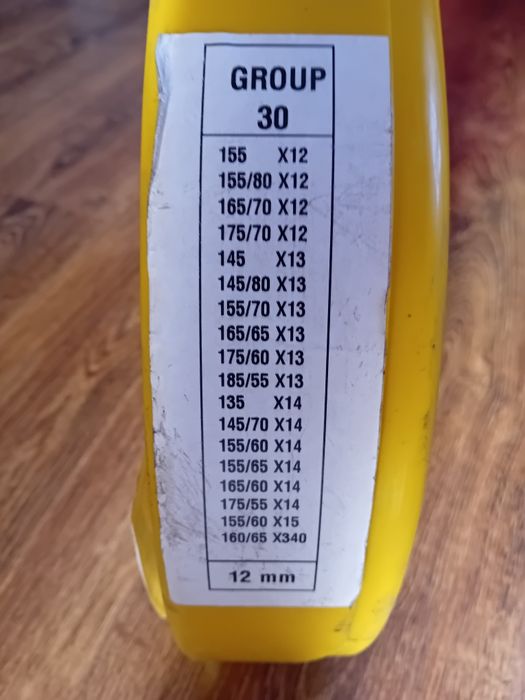 GROUP
30
155 X12
155/80 X12
165/70 X12
175/70 X12
145 X13
145/80 X13
155/70 X13
165/65 X13
175/60 X13
185/55 X13
135 X14
145/70 X14
155/60 X14
155/65 X14
165/60 X14
175/55 X14
155/60 X15
160/65 X340
12 mm